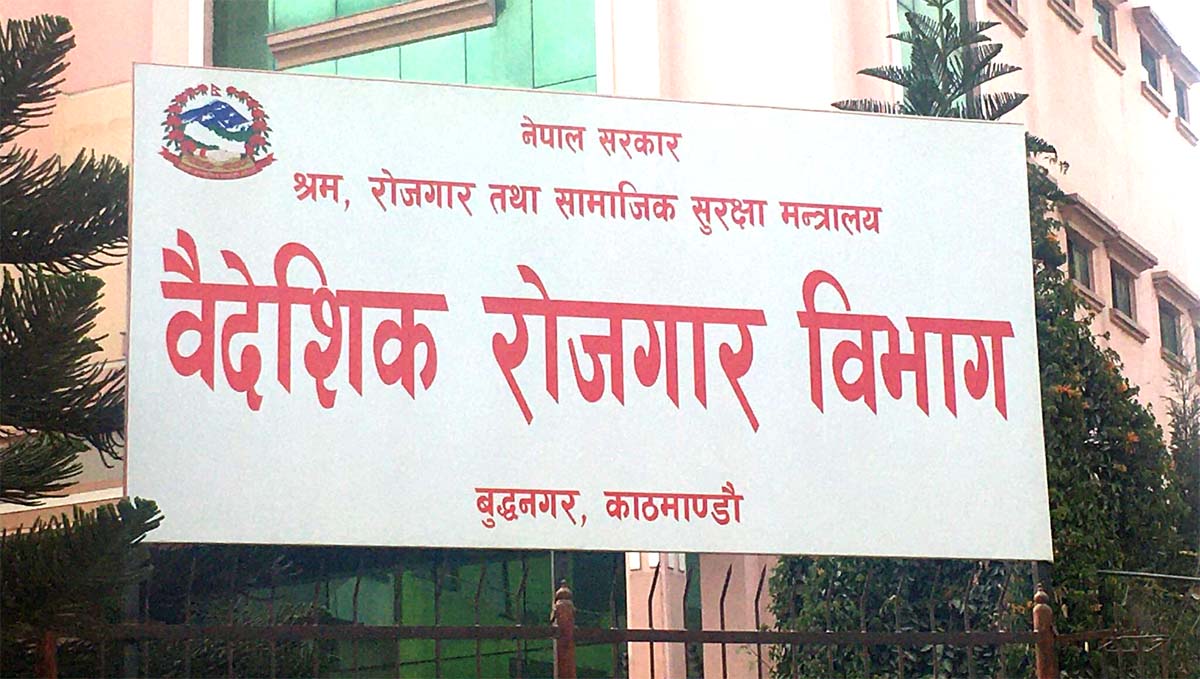 नेपाल सरकार
श्रम, रोजगार तथा सामाजिक सुरक्षा मन्त्रालय
वैदेशिक रोजगार विभाग
बुद्धनगर, काठमाण्डौ